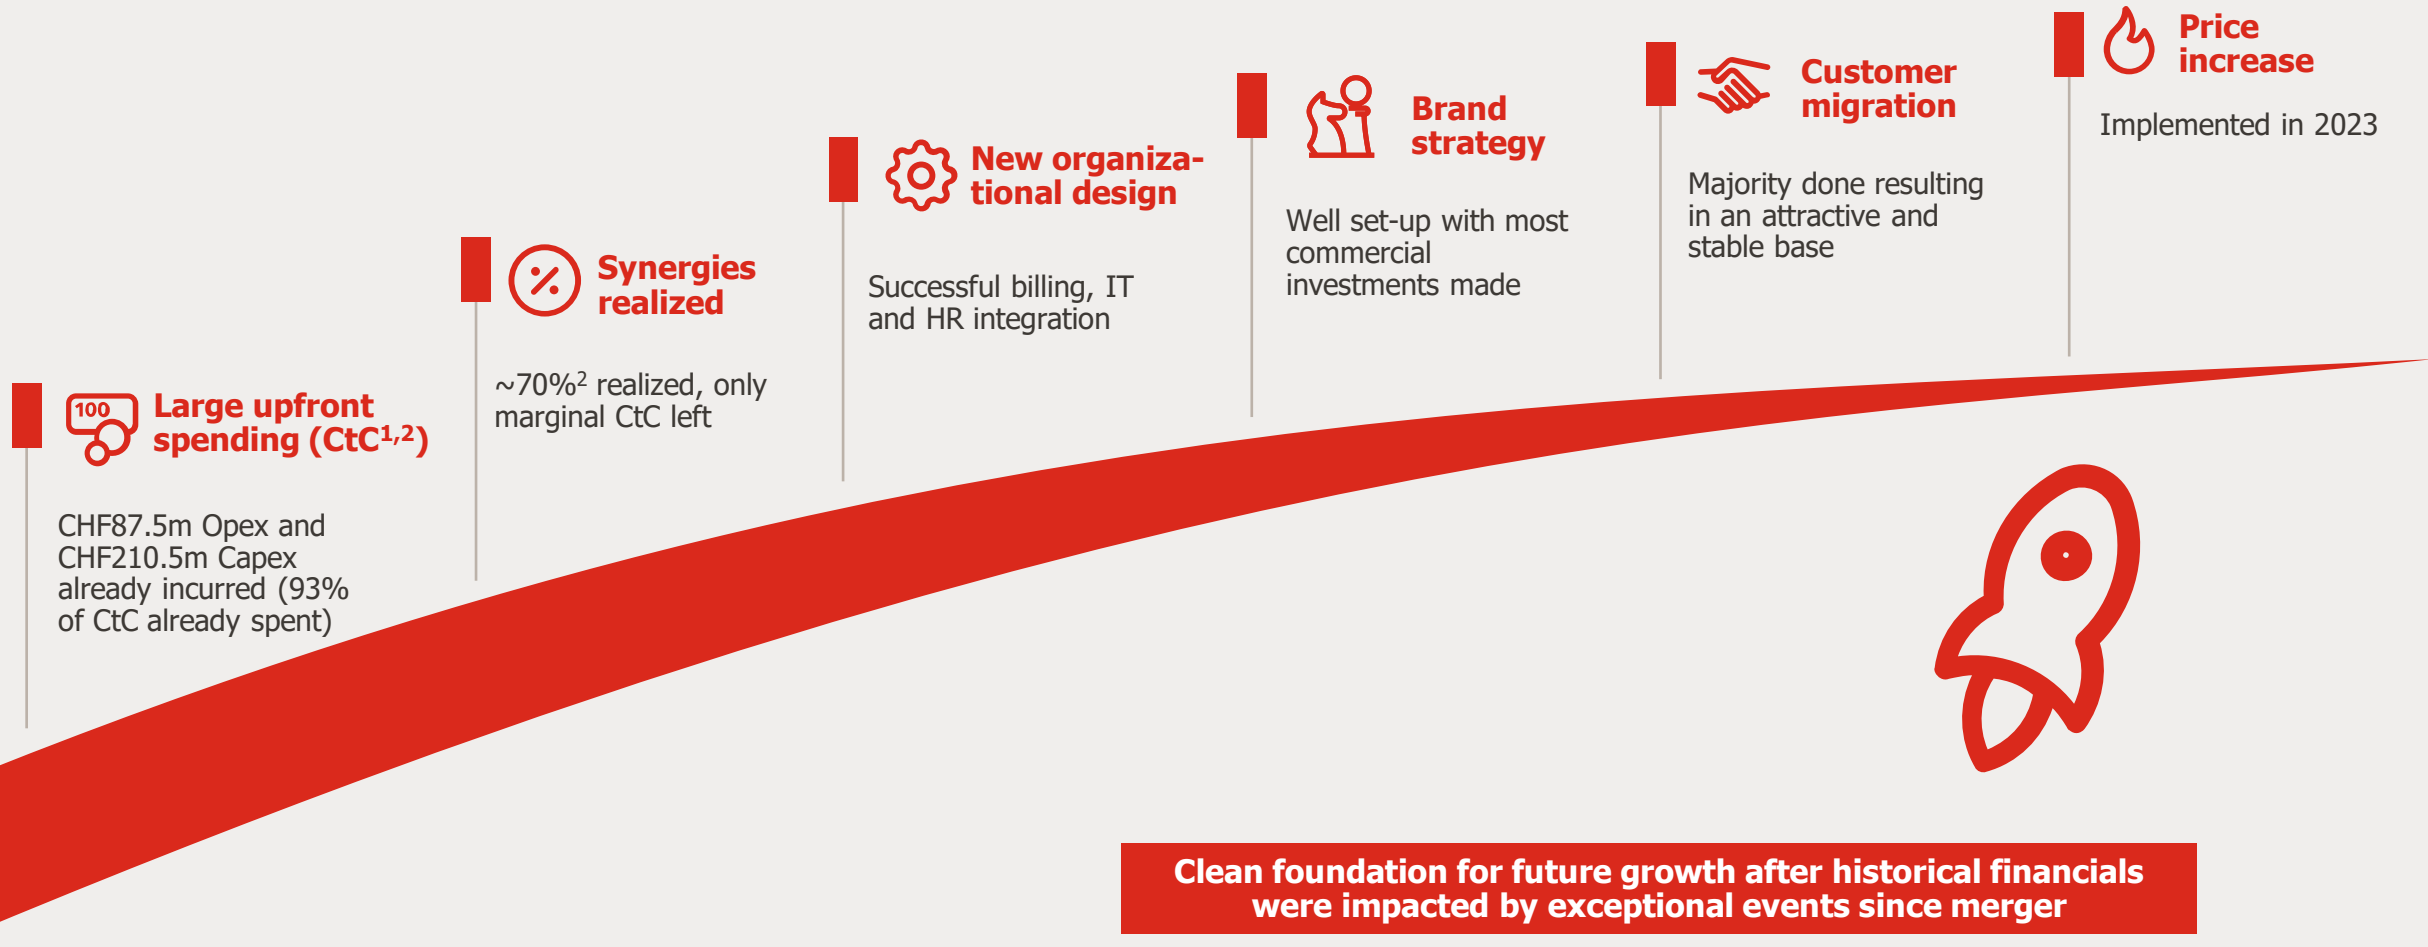 100
Large upfront
spending (CtC1,2)
CHF87.5m Opex and
CHF210.5m Capex
already incurred (93%
of CtC already spent)
Synergies
realized
~70%2 realized, only
marginal CtC left
New organiza-
tional design
Successful billing, IT
and HR integration
Brand
strategy
Well set-up with most
commercial
investments made
Customer
migration
Majority done resulting
in an attractive and
stable base
Price
increase
Implemented in 2023
Clean foundation for future growth after historical financials
were impacted by exceptional events since merger